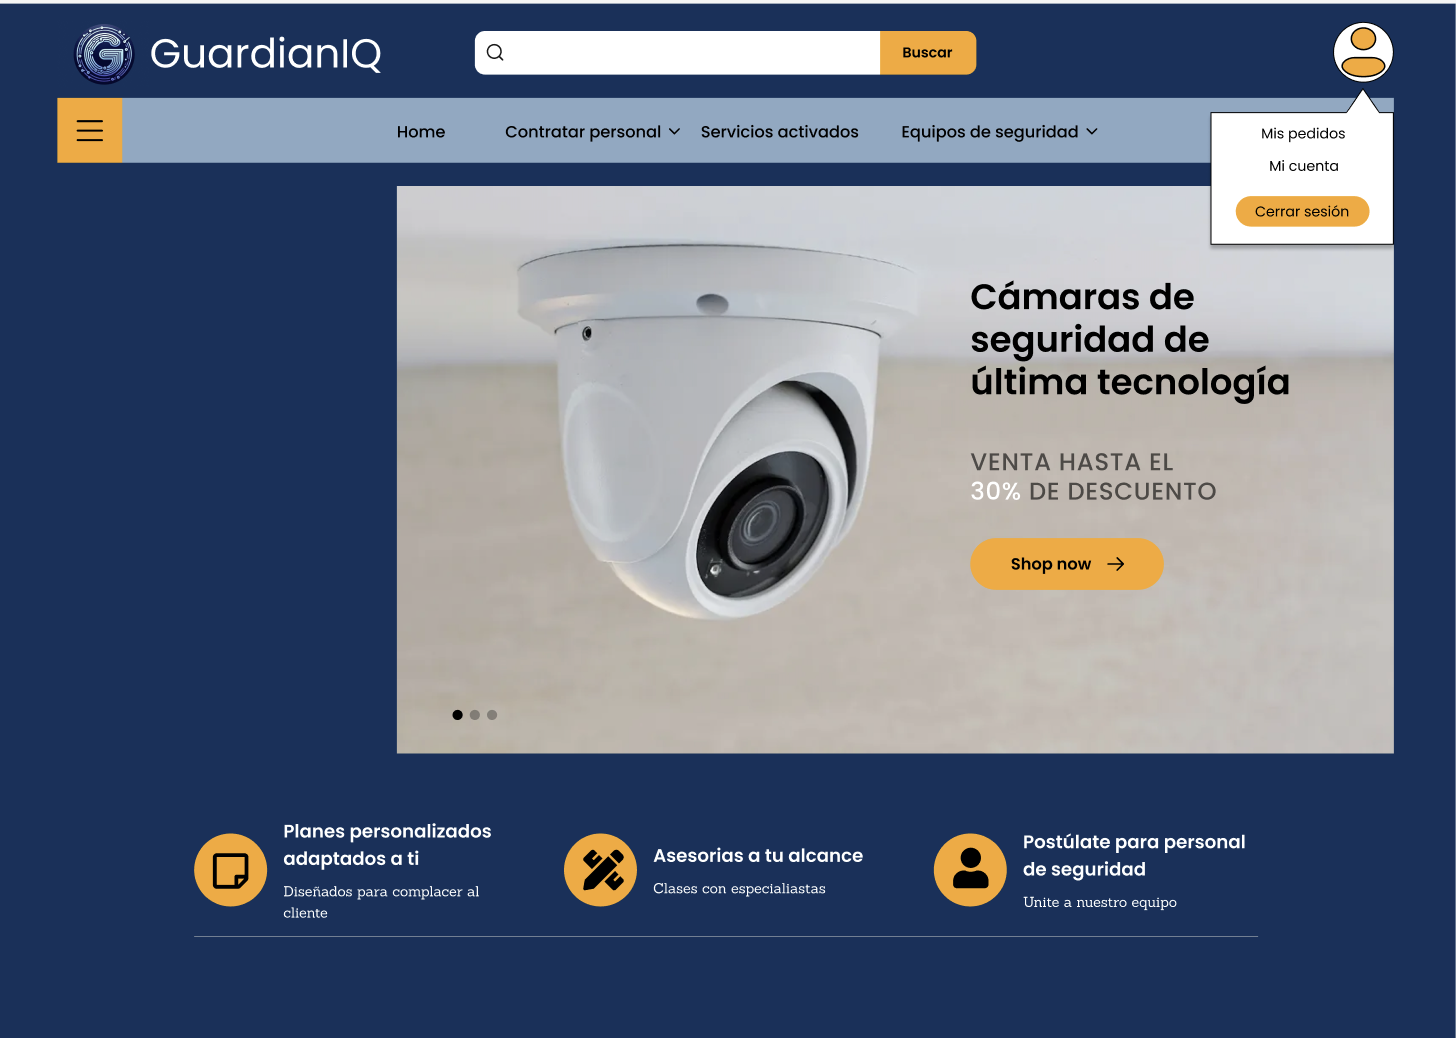 GuardianIQ
Buscar
Home
Contratar personal
Servicios activados
Equipos de seguridad
Mis pedidos
Mi cuenta
Cerrar sesión
Cámaras de
seguridad de
última tecnología
VENTA HASTA EL
30% DE DESCUENTO
Shop now
Planes personalizados
adaptados a ti
Diseñados para complacer al
cliente
Asesorias a tu alcance
Clases con especialiastas
Postúlate para personal
de seguridad
Unite a nuestro equipo